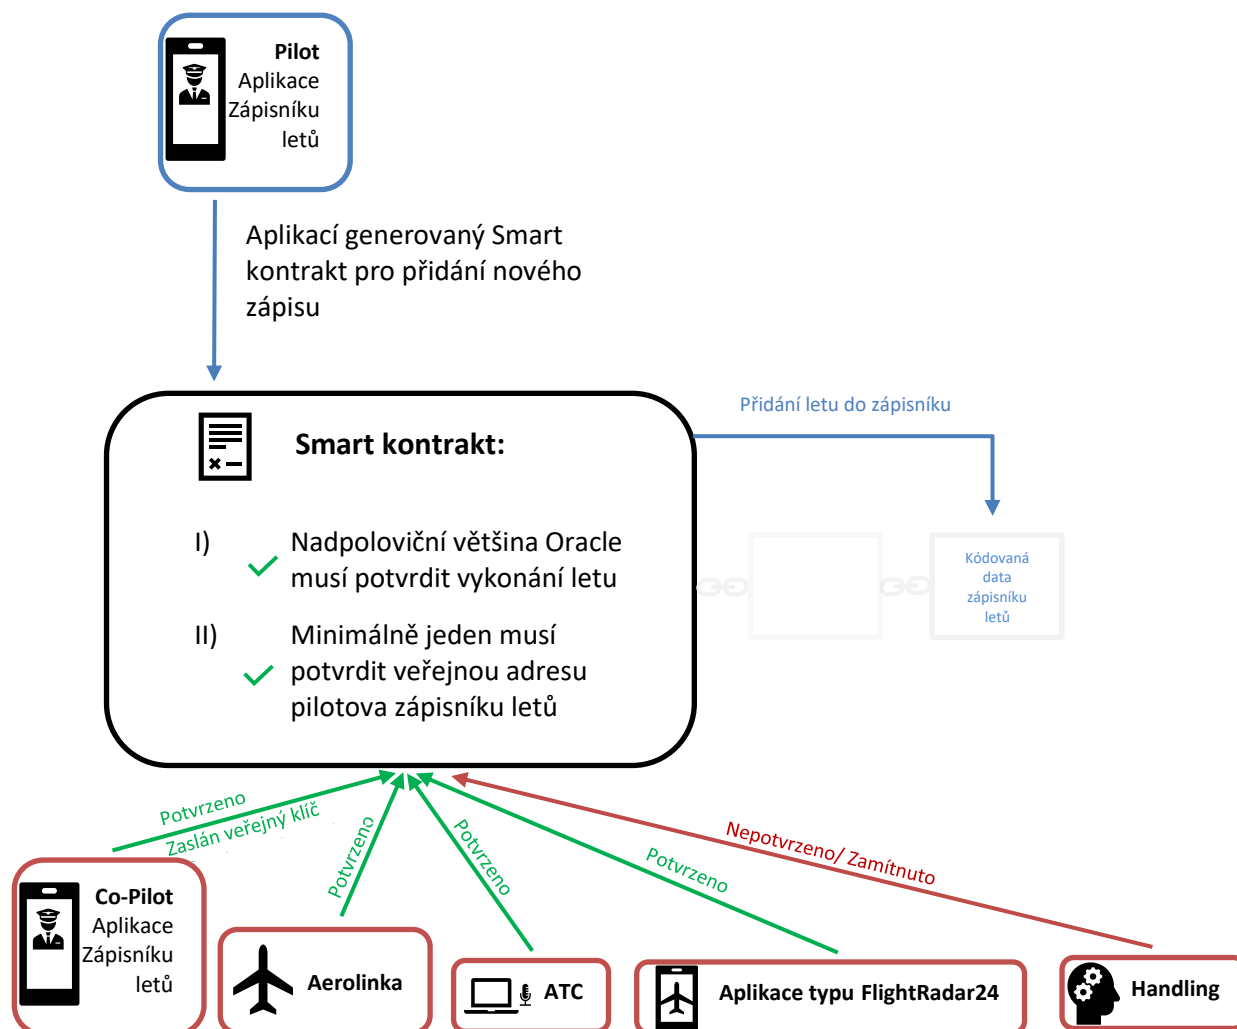 Pilot
Aplikace
Zápisníku
letů
Aplikací generovaný Smart
kontrakt pro přidání nového
zápisu
Přidání letu do zápisníku
Smart kontrakt:
I) Nadpoloviční většina Oracle
musí potvrdit vykonání letu
II) Minimálně jeden musí
potvrdit veřejnou adresu
pilotova zápisníku letů
Kódovaná
data
zápisníku
letů
Potvrzeno
Zaslán veřejný klíč
Potvrzeno
Potvrzeno
Potvrzeno
Nepotvrzeno/ Zamítnuto
Co-Pilot
Aplikace
Zápisníku
letů
Aerolinka
ATC
Aplikace typu FlightRadar24
Handling